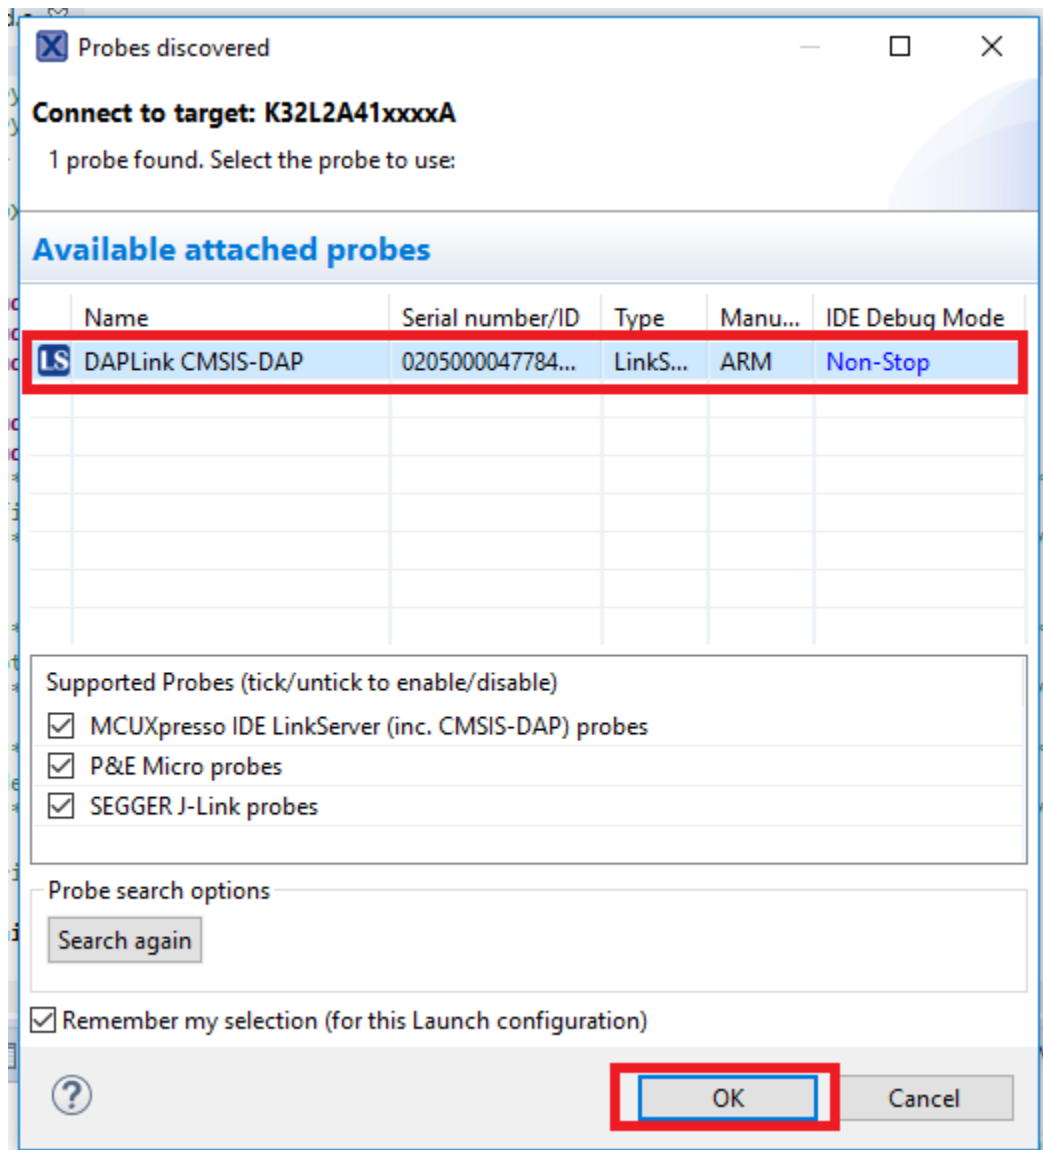 Probes discovered
Connect to target: K32L2A41xxxxA
1 probe found. Select the probe to use:
Available attached probes
Name Serial number/ID Type Manu... IDE Debug Mode
LS DAPLink CMSIS-DAP 0205000047784... LinkS... ARM Non-Stop
Supported Probes (tick/untick to enable/disable)
MCUXpresso IDE LinkServer (inc. CMSIS-DAP) probes
P&E Micro probes
SEGGER J-Link probes
Probe search options
Search again
Remember my selection (for this Launch configuration)
? OK Cancel